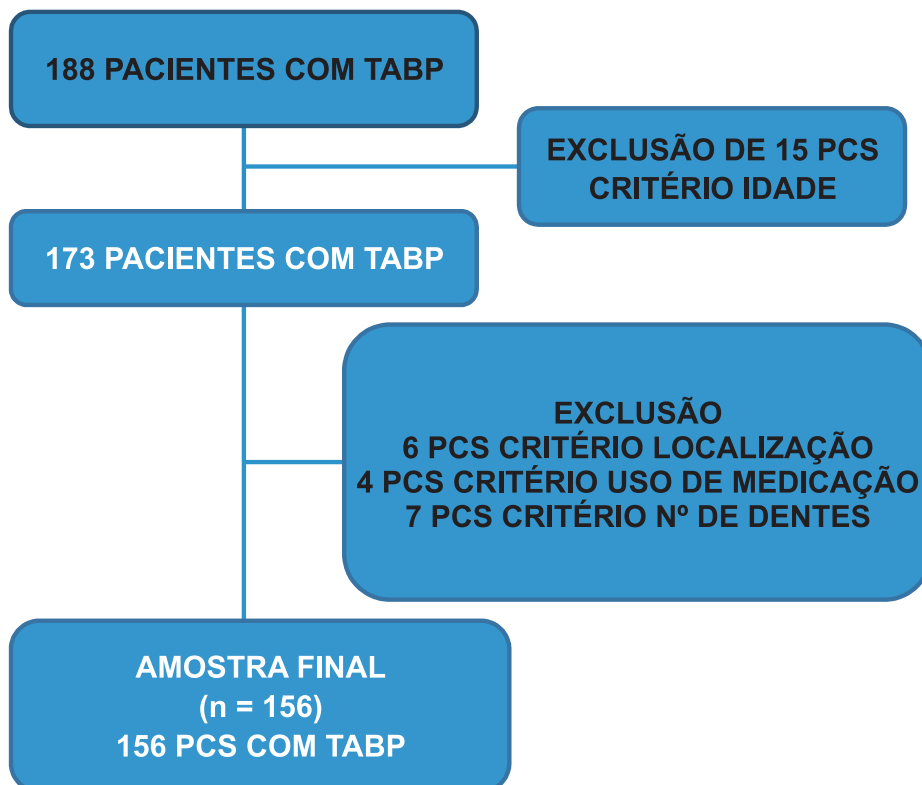 188 PACIENTES COM TABP
EXCLUSÃO DE 15 PCS
CRITÉRIO IDADE
173 PACIENTES COM TABP
EXCLUSÃO
6 PCS CRITÉRIO LOCALIZAÇÃO
4 PCS CRITÉRIO USO DE MEDICAÇÃO
7 PCS CRITÉRIO Nº DE DENTES
AMOSTRA FINAL
(n = 156)
156 PCS COM TABP